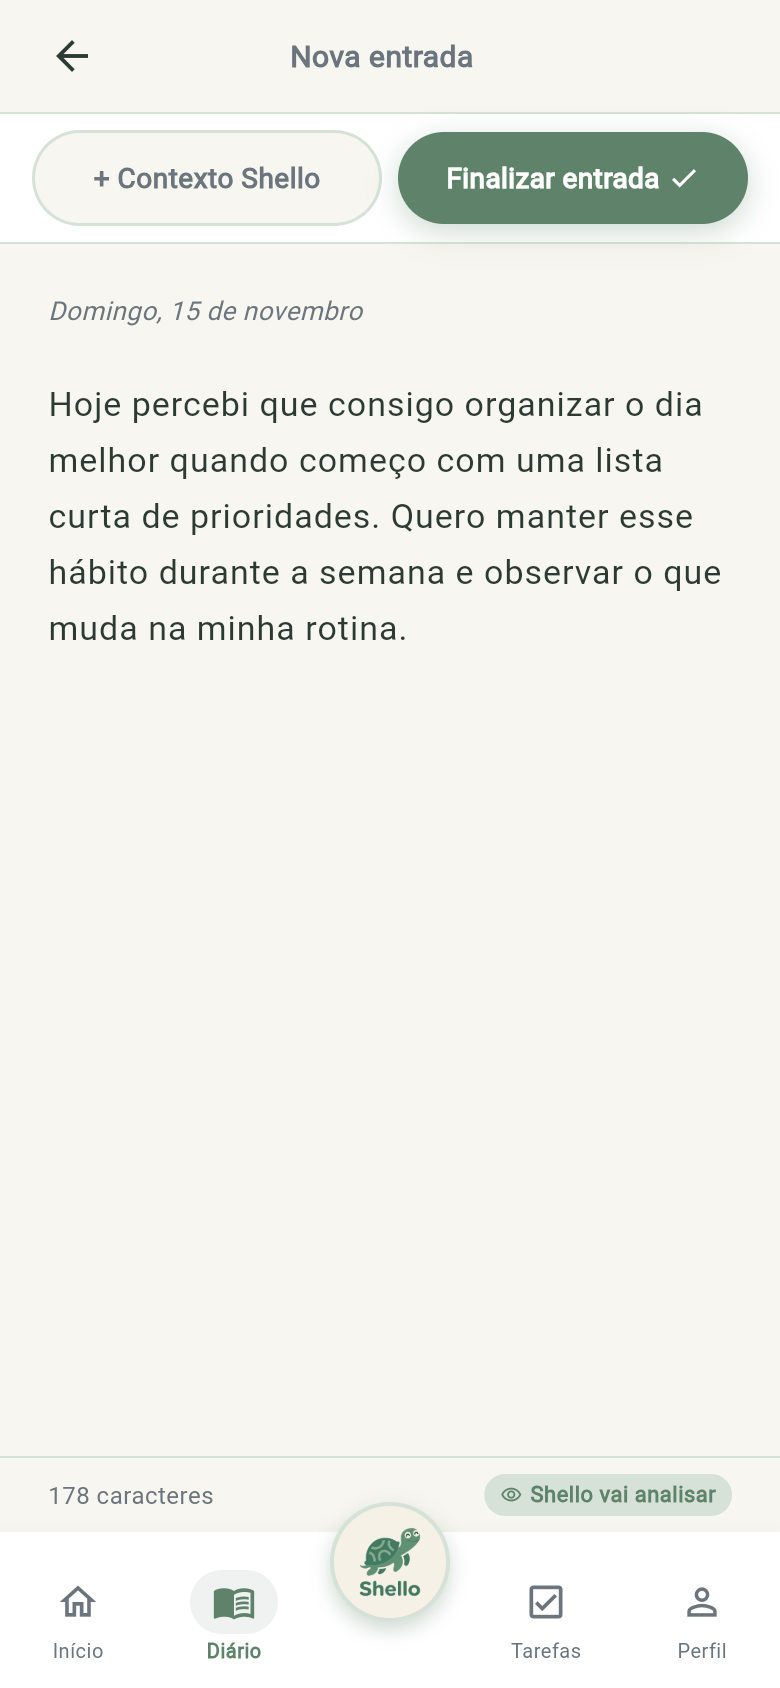 Nova entrada
+ Contexto Shello
Finalizar entrada
Domingo, 15 de novembro
Hoje percebi que consigo organizar o dia
melhor quando começo com uma lista
curta de prioridades. Quero manter esse
hábito durante a semana e observar o que
muda na minha rotina.
178 caracteres
Shello vai analisar
Shello
Início
Diário
Tarefas
Perfil